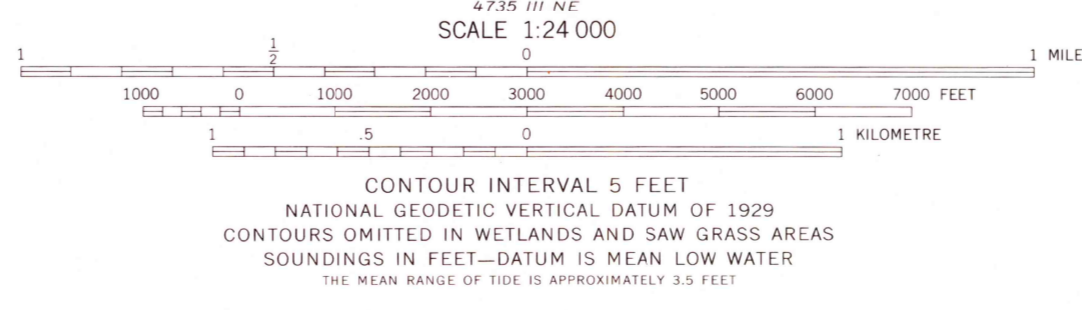 4735 III NE
SCALE 1:24 000
1 1/2 0 1 MILE
1000 0 1000 2000 3000 4000 5000 6000 7000 FEET
1 .5 0 1 KILOMETRE
CONTOUR INTERVAL 5 FEET
NATIONAL GEODETIC VERTICAL DATUM OF 1929
CONTOURS OMITTED IN WETLANDS AND SAW GRASS AREAS
SOUNDINGS IN FEET—DATUM IS MEAN LOW WATER
THE MEAN RANGE OF TIDE IS APPROXIMATELY 3.5 FEET